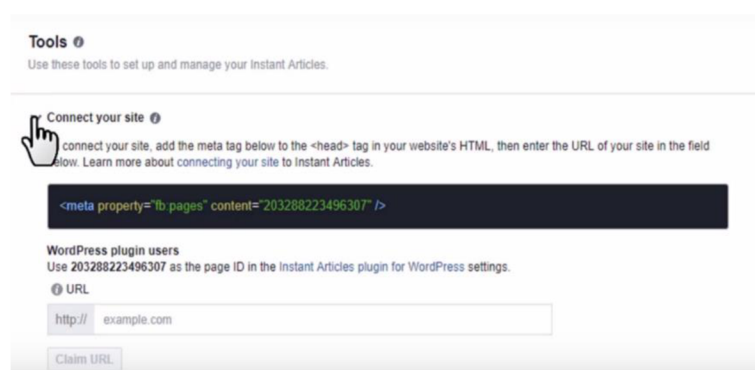 Tools
Use these tools to set up and manage your Instant Articles.
Connect your site
connect your site, add the meta tag below to the <head> tag in your website's HTML, then enter the URL of your site in the field
below. Learn more about connecting your site to Instant Articles.
<meta property="fb:pages" content="203288223496307" />
WordPress plugin users
Use 203288223496307 as the page ID in the Instant Articles plugin for WordPress settings.
URL
http:// example.com
Claim URL